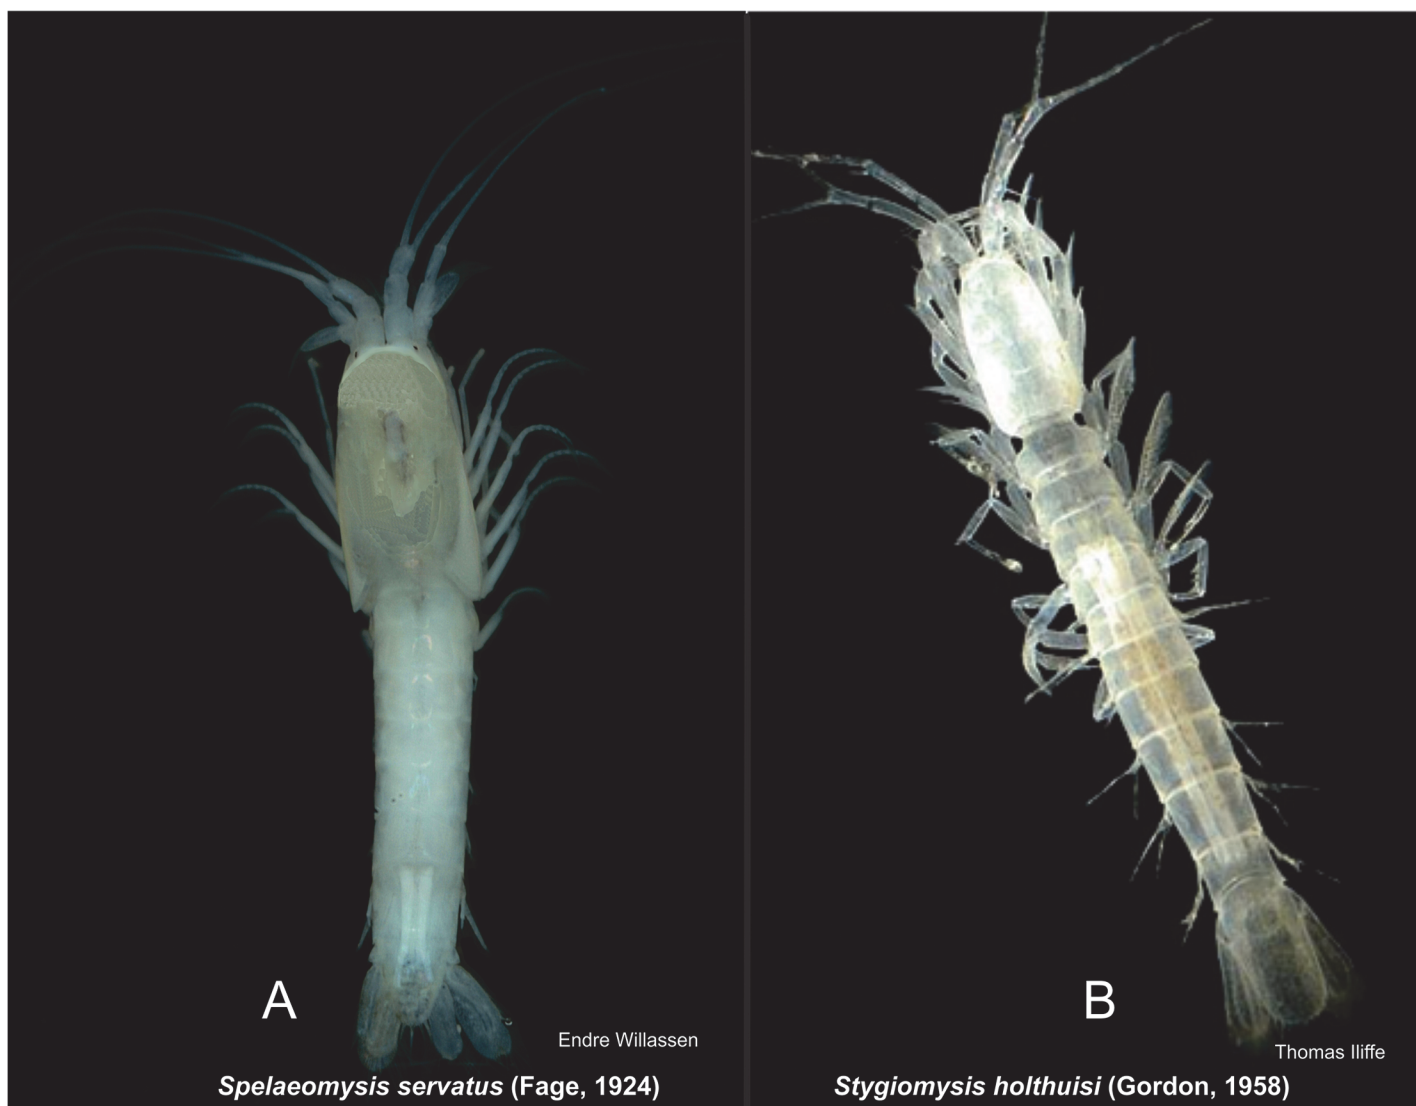 A
B
Endre Willassen
Thomas Iliffe
Spelaeomysis servatus (Fage, 1924)
Stygiomysis holthuisi (Gordon, 1958)